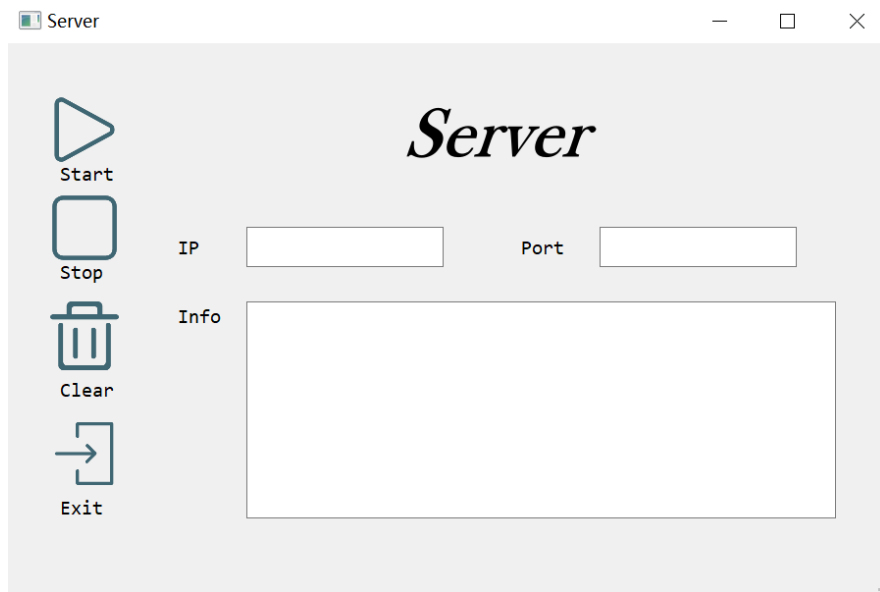 Server
Server
Start
Stop
IP
Port
Info
Clear
Exit